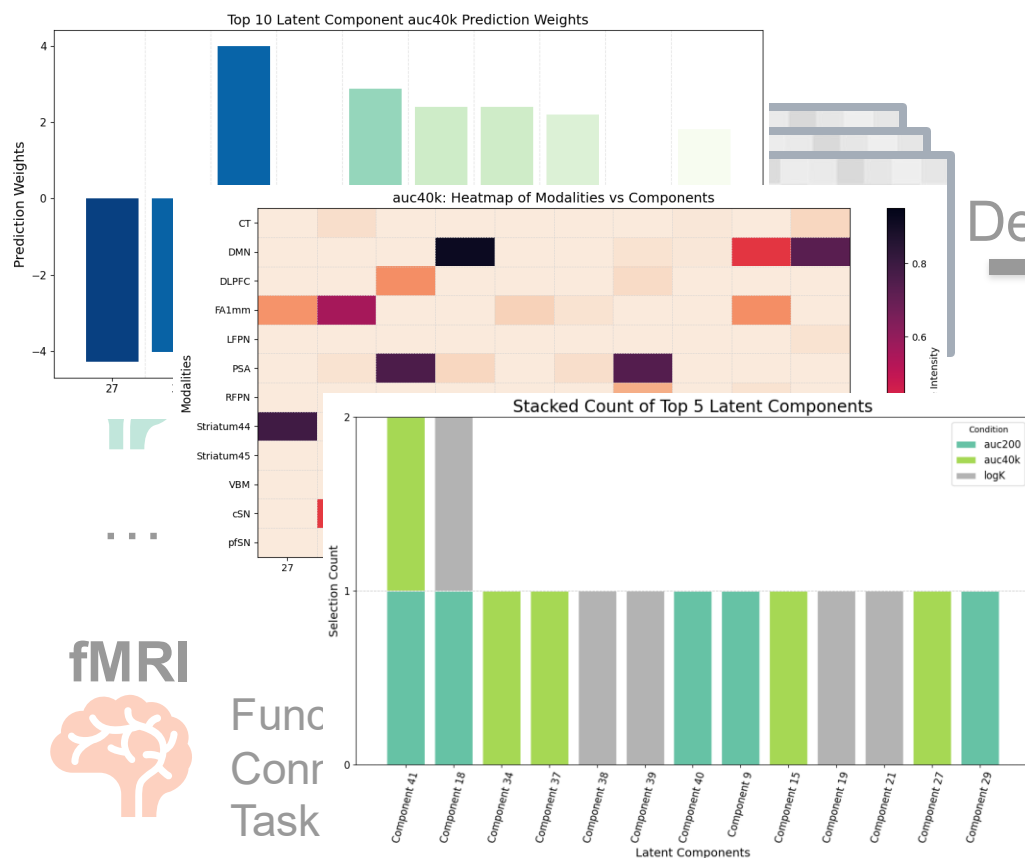 Top 10 Latent Component auc40k Prediction Weights
4
2
0
−2
−4
Prediction Weights
27
auc40k: Heatmap of Modalities vs Components
CT
DMN
DLPFC
FA1mm
LFPN
PSA
RFPN
Striatum44
Striatum45
VBM
cSN
pfSN
Modalities
27
0.8
0.6
Intensity
De
Stacked Count of Top 5 Latent Components
2
1
0
Selection Count
Condition
auc200
auc40k
logK
Component 41
Component 18
Component 34
Component 37
Component 38
Component 39
Component 40
Component 9
Component 15
Component 19
Component 21
Component 27
Component 29
Latent Components
...
fMRI
Func
Conr
Task